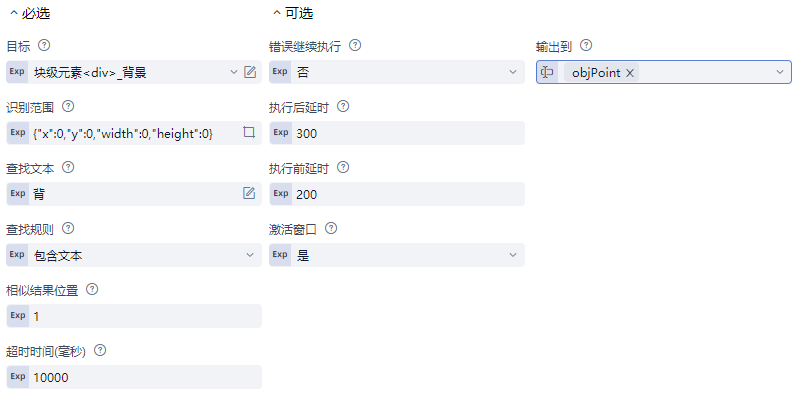 必选
目标
Exp 块级元素<div>_背景
识别范围
Exp {"x":0,"y":0,"width":0,"height":0}
查找文本
Exp 背
查找规则
Exp 包含文本
相似结果位置
Exp 1
超时时间(毫秒)
Exp 10000
可选
错误继续执行
Exp 否
执行后延时
Exp 300
执行前延时
Exp 200
激活窗口
Exp 是
输出到
objPoint